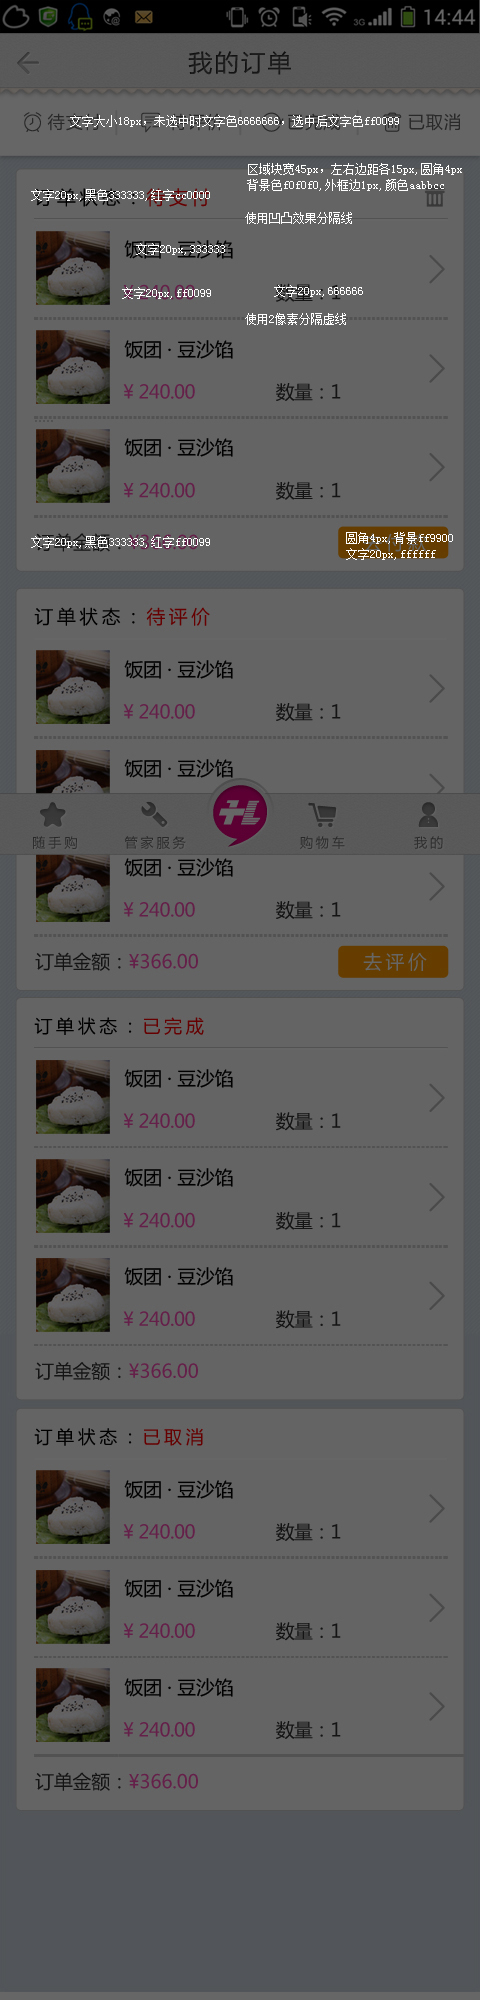 3G 14:44
我的订单
待 已取消
文字大小18px，未选中时文字色6666666，选中后文字色ff0099
区域块宽45px，左右边距各15px,圆角4px
背景色f0f0f0,外框边1px,颜色aabbcc
文字20px,黑色333333,红字cc0000
使用凹凸效果分隔线
文字20px,333333
文字20px,ff0099
文字20px,666666
数量：1
使用2像素分隔虚线
饭团·豆沙馅
¥ 240.00 数量：1
饭团·豆沙馅
¥ 240.00 数量：1
文字20px,黑色333333,红字ff0099
圆角4px,背景ff9900
文字20px,ffffff
订单状态：待评价
饭团·豆沙馅
¥ 240.00 数量：1
饭团·豆沙馅
随手购 管家服务 购物车 我的
饭团·豆沙馅
¥ 240.00 数量：1
订单金额：¥366.00 去评价
订单状态：已完成
饭团·豆沙馅
¥ 240.00 数量：1
饭团·豆沙馅
¥ 240.00 数量：1
饭团·豆沙馅
¥ 240.00 数量：1
订单金额：¥366.00
订单状态：已取消
饭团·豆沙馅
¥ 240.00 数量：1
饭团·豆沙馅
¥ 240.00 数量：1
饭团·豆沙馅
¥ 240.00 数量：1
订单金额：¥366.00